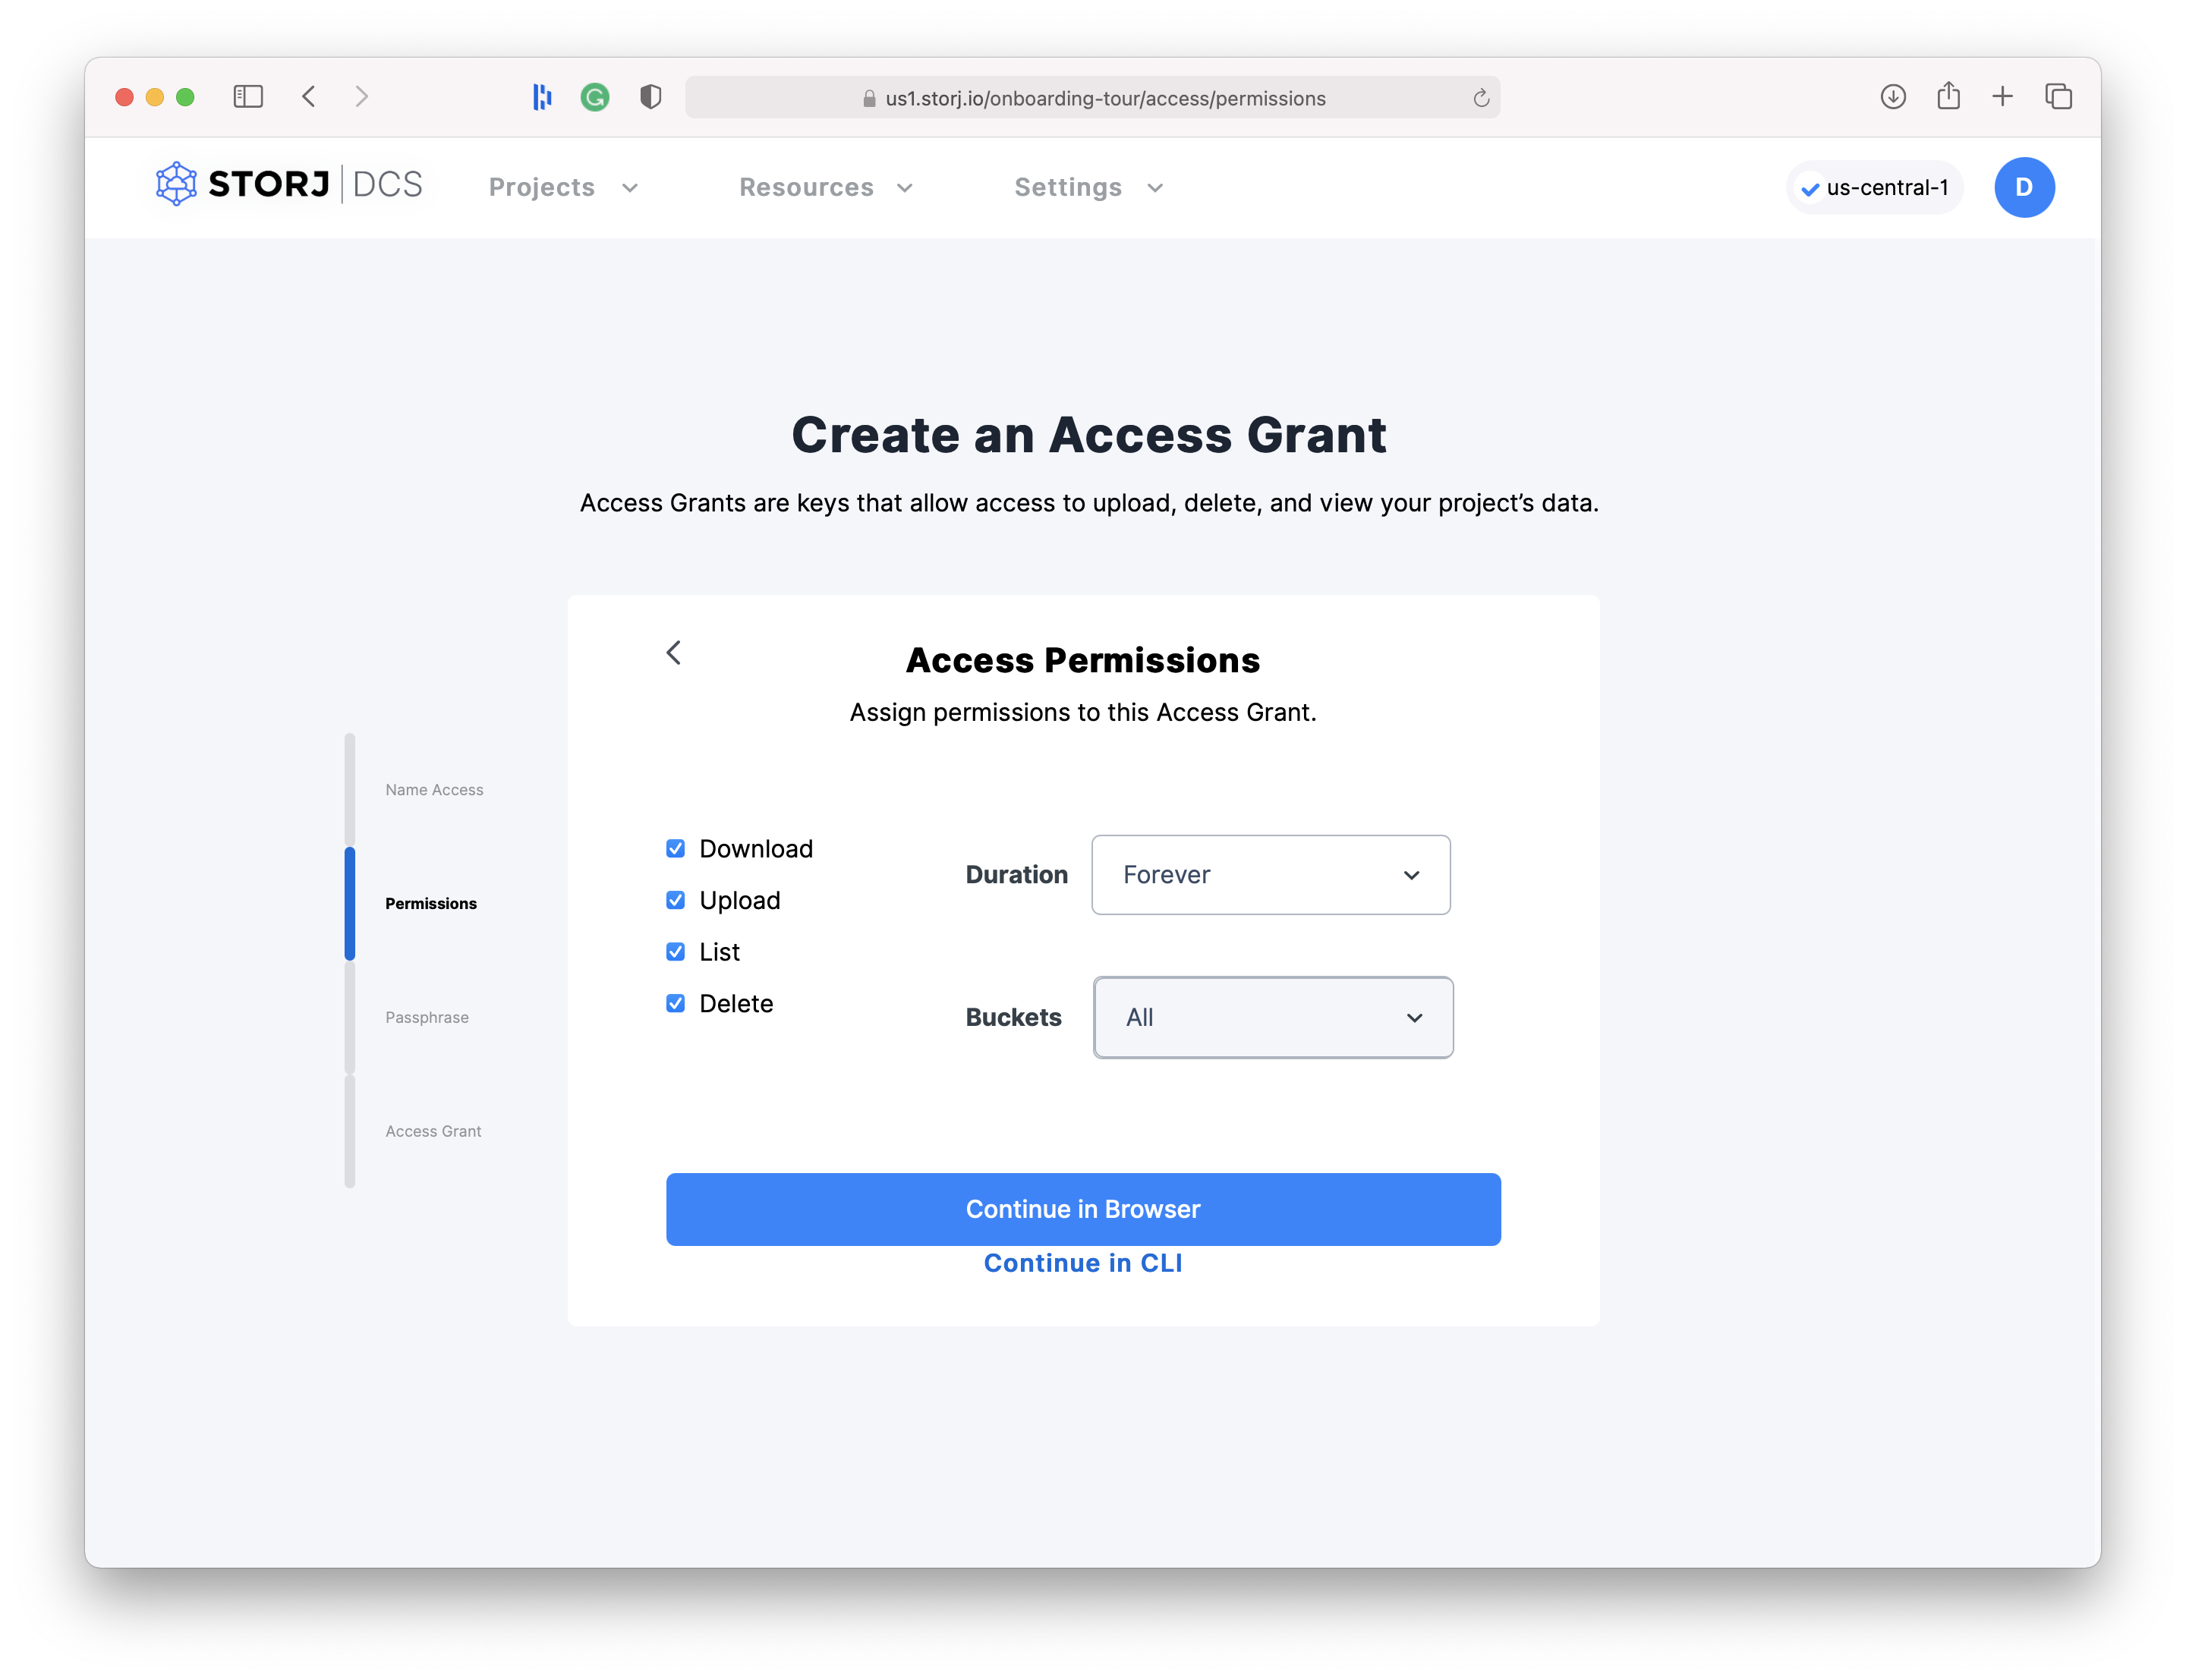 us1.storj.io/onboarding-tour/access/permissions
STORJ DCS
Projects
Resources
Settings
us-central-1
D
Create an Access Grant
Access Grants are keys that allow access to upload, delete, and view your project’s data.
Access Permissions
Assign permissions to this Access Grant.
Name Access
Permissions
Passphrase
Access Grant
Download
Upload
List
Delete
Duration Forever
Buckets All
Continue in Browser
Continue in CLI